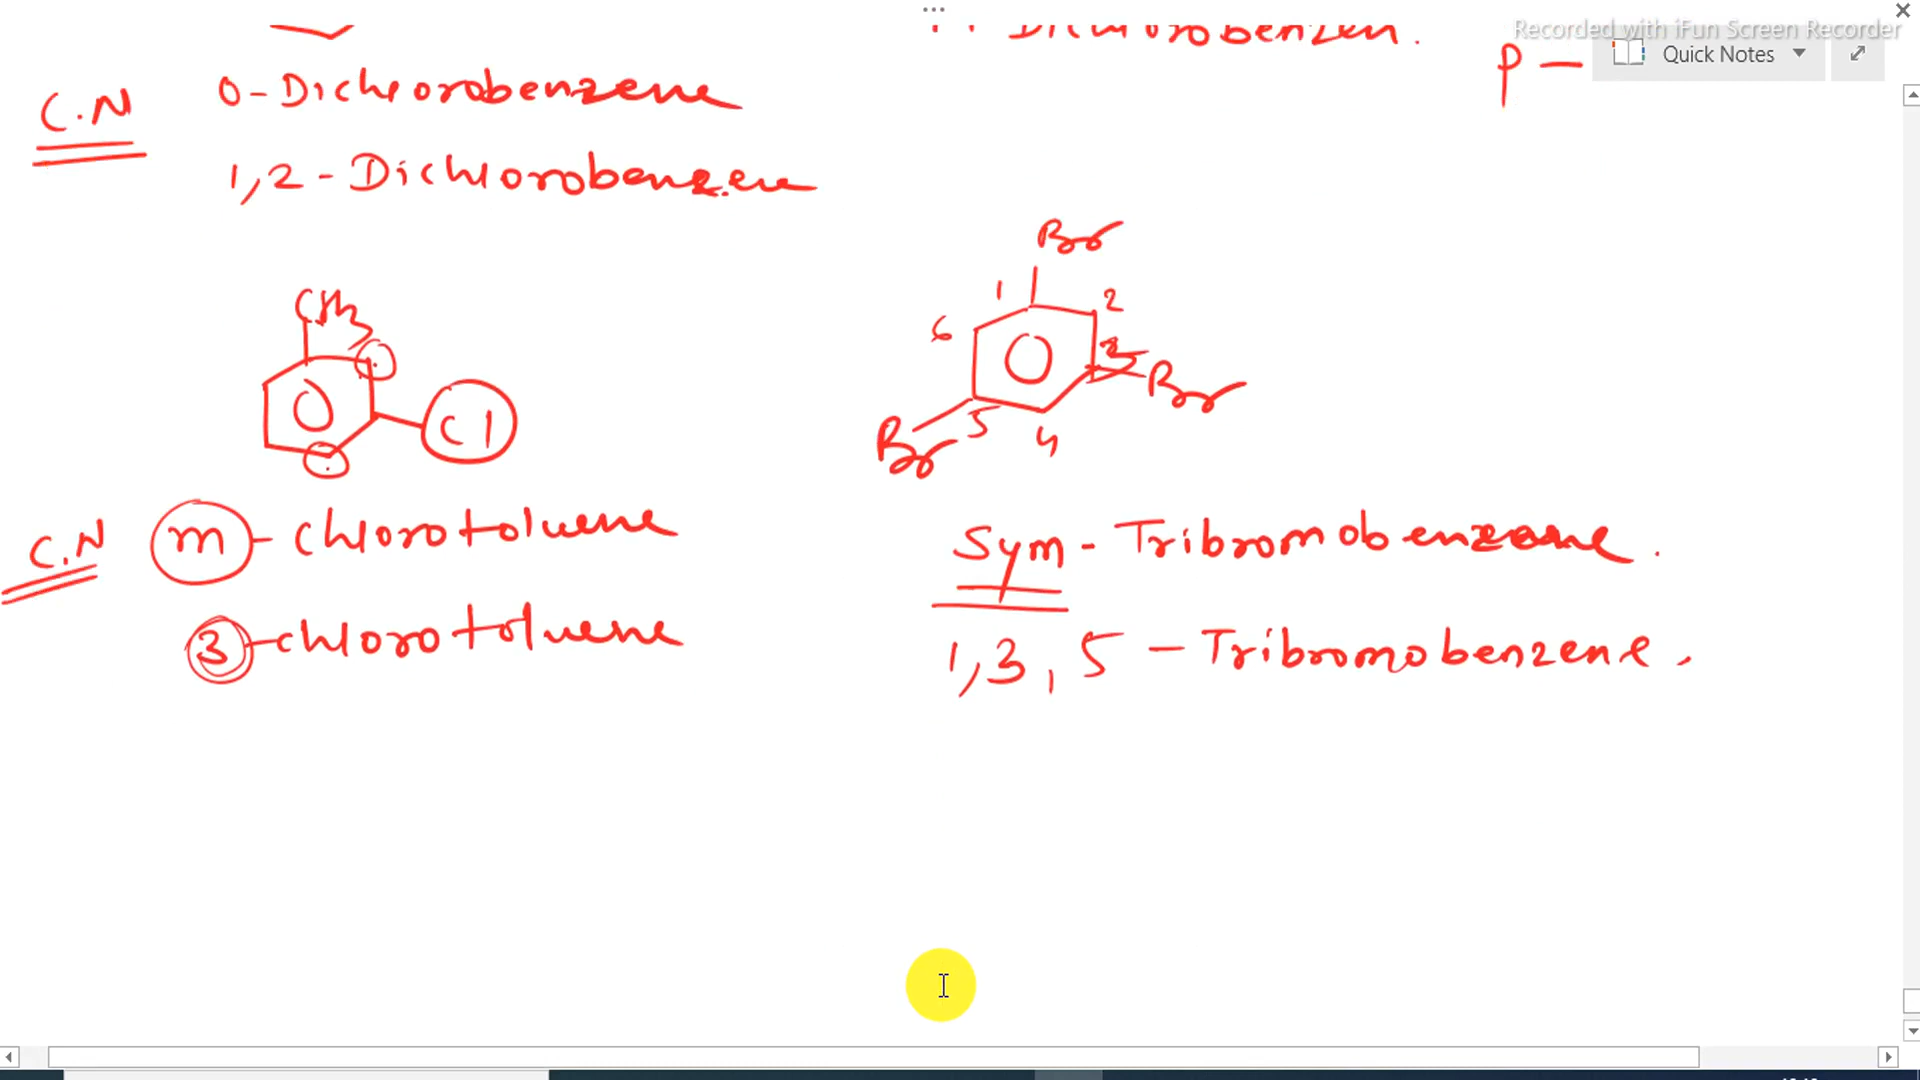 Recorded with iFun Screen Recorder
Quick Notes
Dichlorobenzen.
p -
C.N
O-Dichlorobenzene
1,2-Dichlorobenzene
CH3
Cl
Br
1
2
6
3
Br
Br
5
4
C.N
m - chlorotoluene
3 - chlorotoluene
Sym - Tribromobenzene.
1,3,5 - Tribromobenzene.